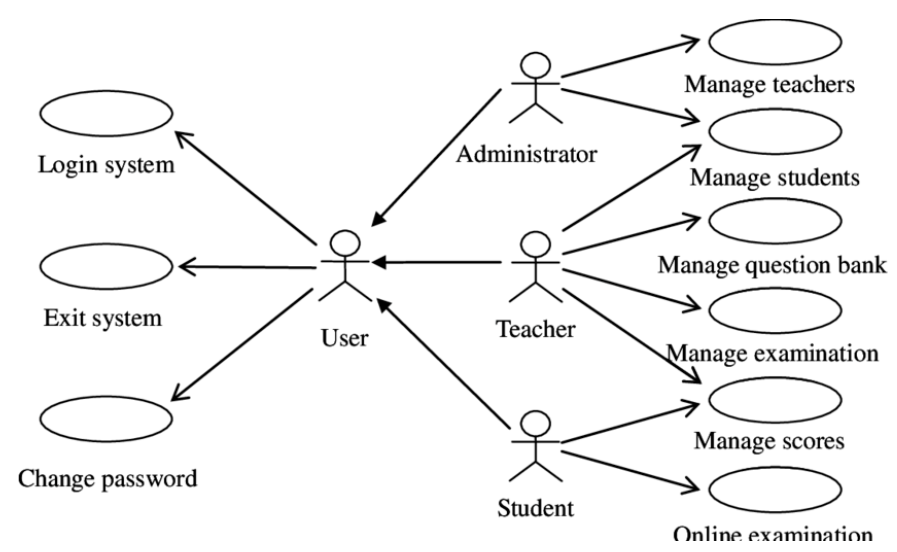 Manage teachers
Login system
Administrator
Manage students
Manage question bank
Exit system
User
Teacher
Manage examination
Manage scores
Change password
Student
Online examination